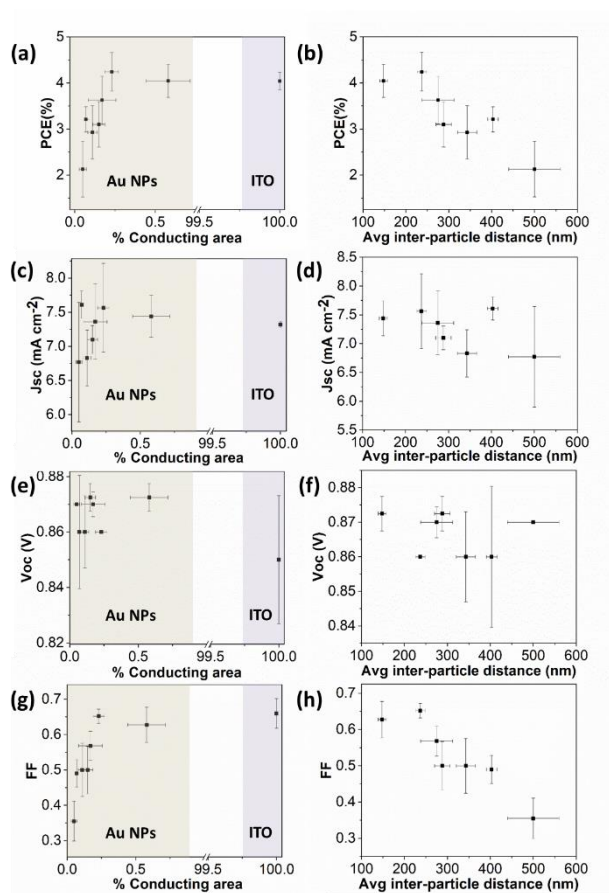 (a)
PCE(%)
5
4
3
2
Au NPs
ITO
0.0
0.5
99.5
100.0
% Conducting area
(b)
PCE(%)
5
4
3
2
100
200
300
400
500
600
Avg inter-particle distance (nm)
(c)
Jsc (mA cm-2)
8.0
7.5
7.0
6.5
6.0
Au NPs
ITO
0.0
0.5
99.5
100.0
% Conducting area
(d)
Jsc (mA cm-2)
8.5
8.0
7.5
7.0
6.5
6.0
5.5
100
200
300
400
500
600
Avg inter-particle distance (nm)
(e)
Voc (V)
0.88
0.86
0.84
0.82
Au NPs
ITO
0.0
0.5
99.5
100.0
% Conducting area
(f)
Voc (V)
0.88
0.87
0.86
0.85
0.84
100
200
300
400
500
600
Avg inter-particle distance (nm)
(g)
FF
0.7
0.6
0.5
0.4
0.3
Au NPs
ITO
0.0
0.5
99.5
100.0
% Conducting area
(h)
FF
0.7
0.6
0.5
0.4
0.3
100
200
300
400
500
600
Avg inter-particle distance (nm)